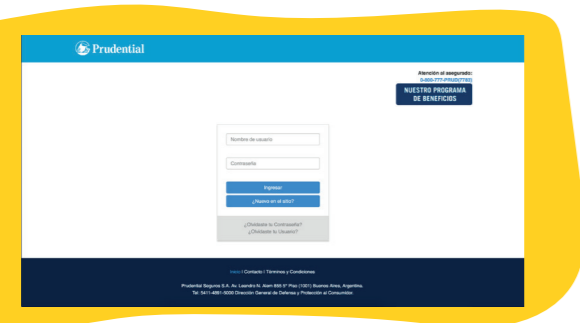 Prudential
Atención al asegurado:
0-800-777-PRUD(7783)
NUESTRO PROGRAMA
DE BENEFICIOS
Nombre de usuario
Contraseña
Ingresar
¿Nuevo en el sitio?
¿Olvidaste tu Contraseña?
¿Olvidaste tu Usuario?
Inicio | Contacto | Términos y Condiciones
Prudential Seguros S.A. Av. Leandro N. Alem 855 5° Piso (1001) Buenos Aires, Argentina.
Tel: 5411-4891-5000 Dirección General de Defensa y Protección al Consumidor.